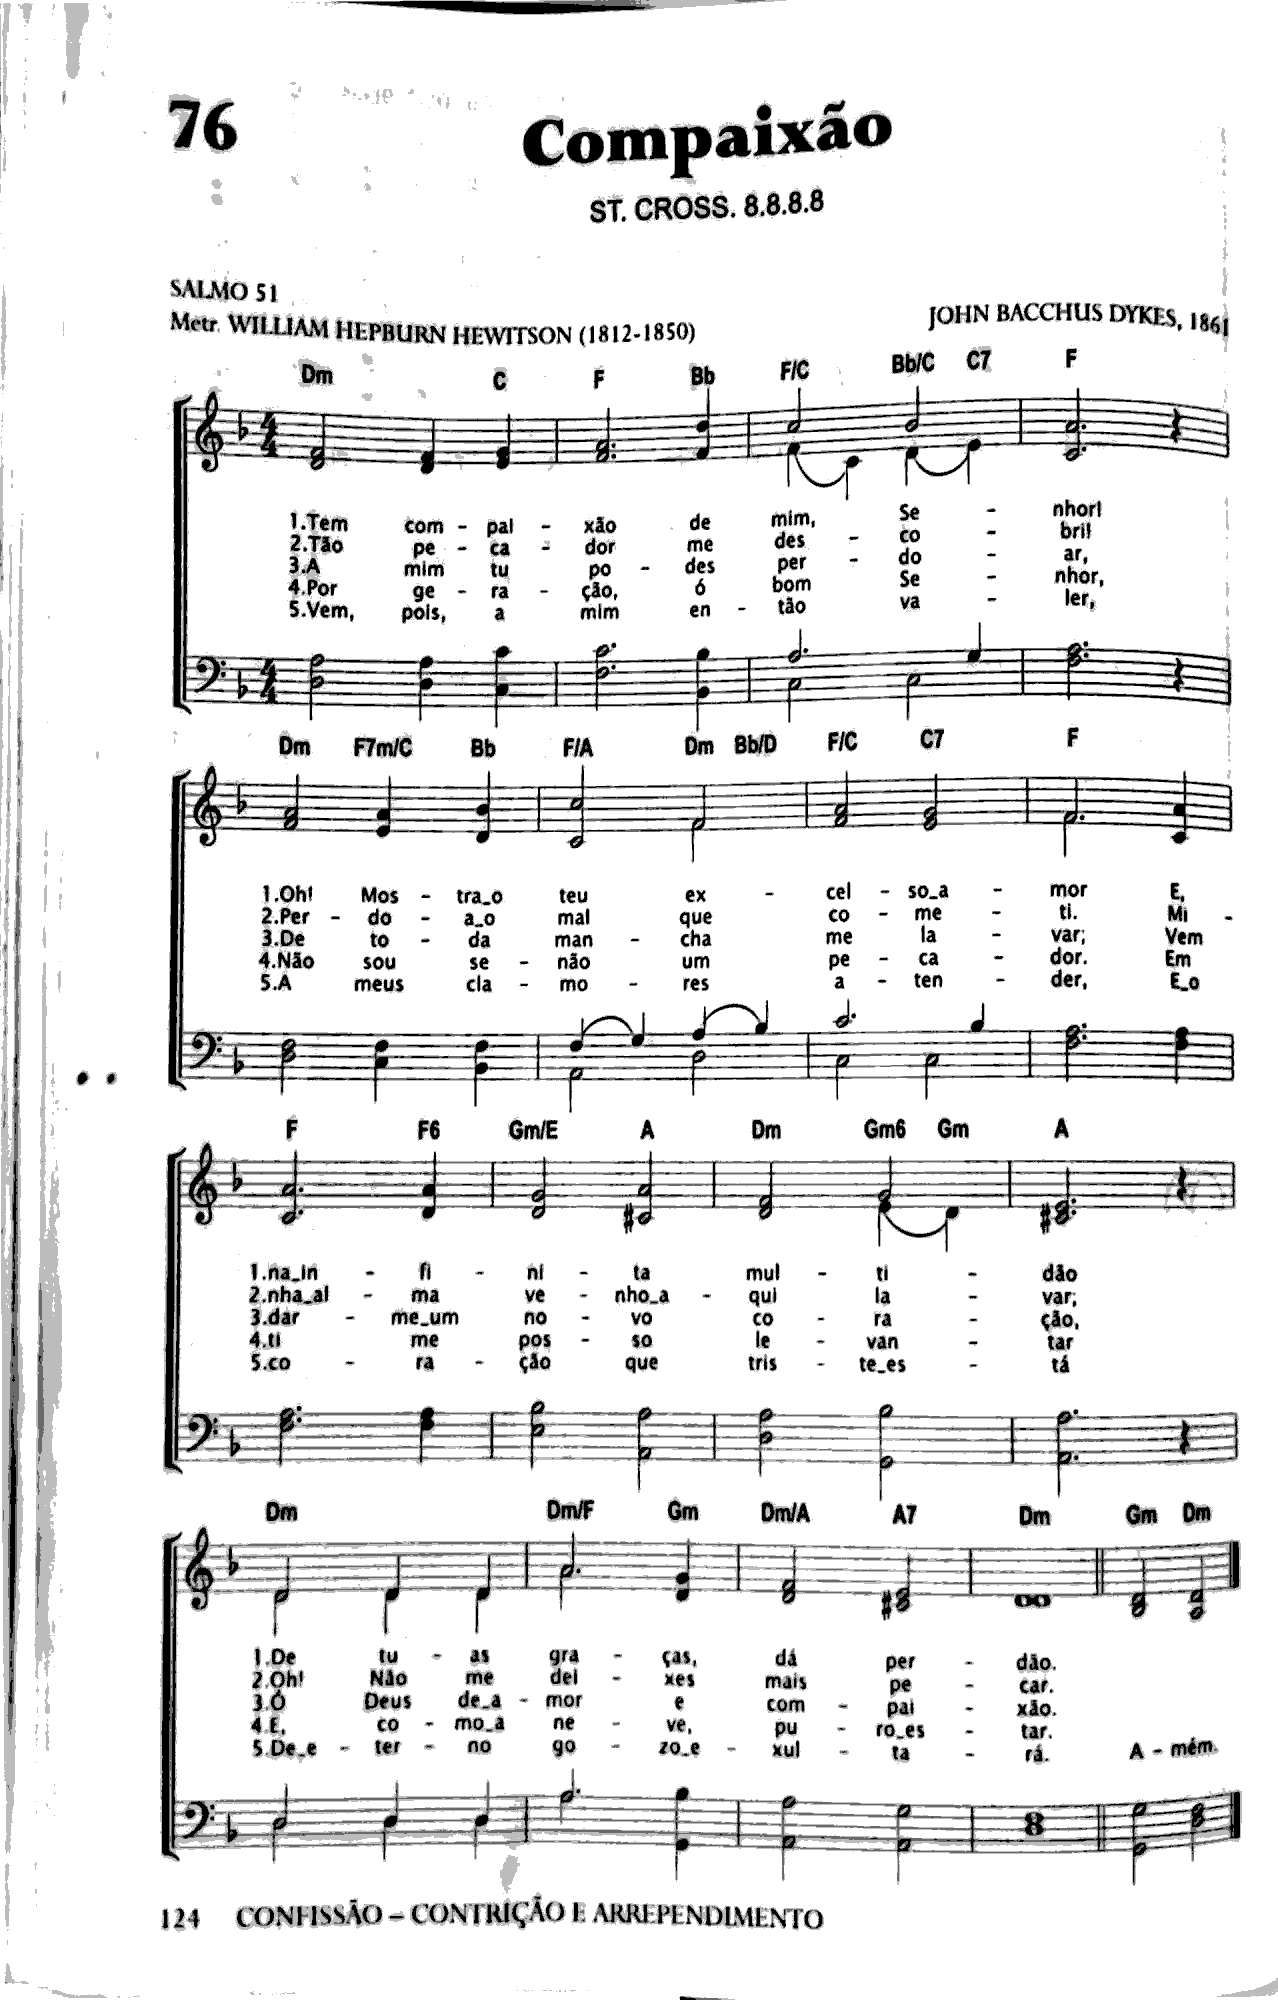 76
Compaixão
ST. CROSS. 8.8.8.8
SALMO 51
Metr. WILLIAM HEPBURN HEWITSON (1812-1850)
JOHN BACCHUS DYKES, 1861
Dm C F Bb F/C Bb/C C7 F
1.Tem com - pai - xão de mim, Se - nhor!
2.Tão pe - ca - dor me des - co - bri!
3.A mim tu po - des per - do - ar,
4.Por ge - ra - ção, ó bom Se - nhor,
5.Vem, pois, a mim en - tão va - ler,
Dm F7m/C Bb F/A Dm Bb/D F/C C7 F
1.Oh! Mos - tra_o teu ex - cel - so_a - mor E,
2.Per - do - a_o mal que co - me - ti. Mi -
3.De to - da man - cha me la - var; Vem
4.Não sou se - não um pe - ca - dor. Em
5.A meus cla - mo - res a - ten - der, E_o
F F6 Gm/E A Dm Gm6 Gm A
1.na_in - fi - ni - ta mul - ti - dão
2.nha_al - ma ve - nho_a - qui la - var;
3.dar - me_um no - vo co - ra - ção,
4.ti me pos - so le - van - tar
5.co - ra - ção que tris - te_es - tá
Dm Dm/F Gm Dm/A A7 Dm Gm Dm
1.De tu - as gra - ças, dá per - dão.
2.Oh! Não me dei - xes mais pe - car.
3.Ó Deus de_a - mor e com - pai - xão.
4.E, co - mo_a ne - ve, pu - ro_es - tar.
5.De_e - ter - no go - zo_e - xul - ta - rá. A - mém.
124 CONFISSÃO – CONTRIÇÃO E ARREPENDIMENTO